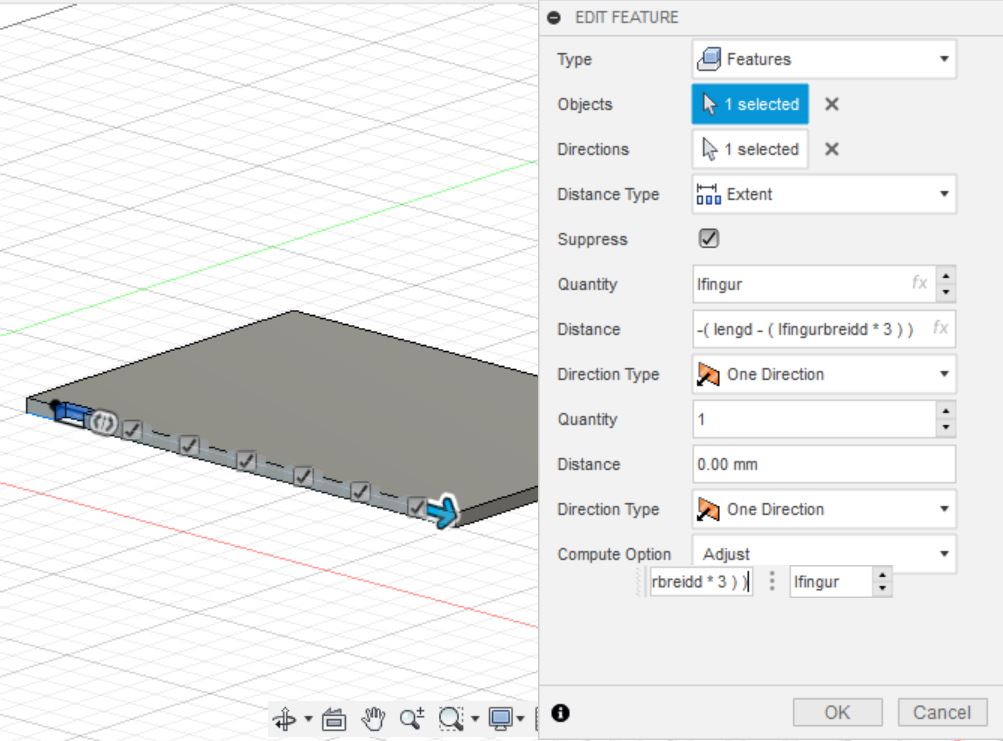 EDIT FEATURE
Type Features
Objects 1 selected
Directions 1 selected
Distance Type Extent
Suppress
Quantity lfingur fx
Distance -( lengd - ( lfingurbreidd * 3 ) ) fx
Direction Type One Direction
Quantity 1
Distance 0.00 mm
Direction Type One Direction
Compute Option Adjust
rbreidd * 3 ) ) lfingur
OK Cancel